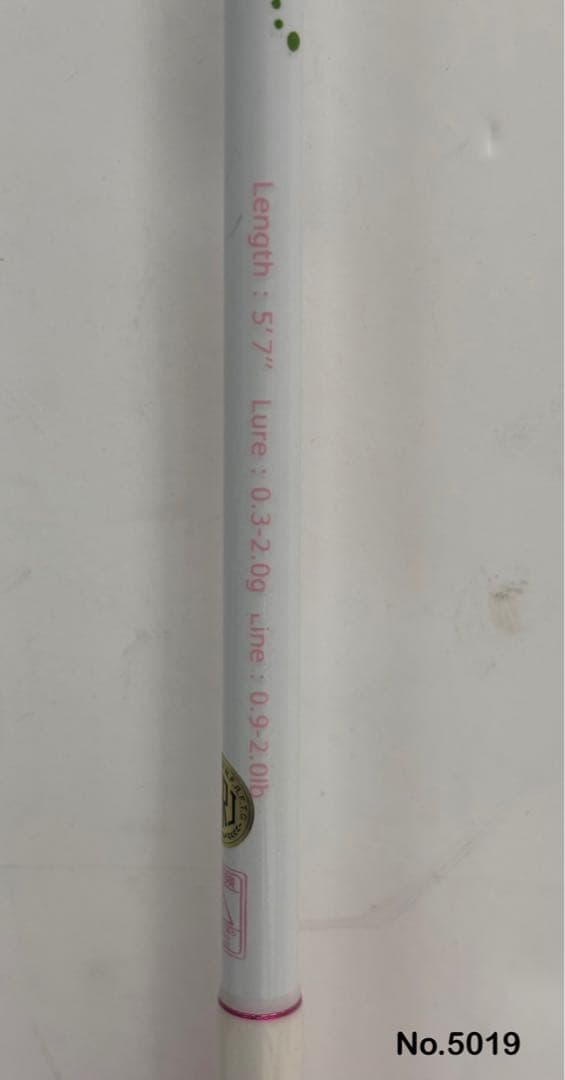 Length : 5'7" Lure : 0.3-2.0g Line : 0.9-2.0lb
No.5019